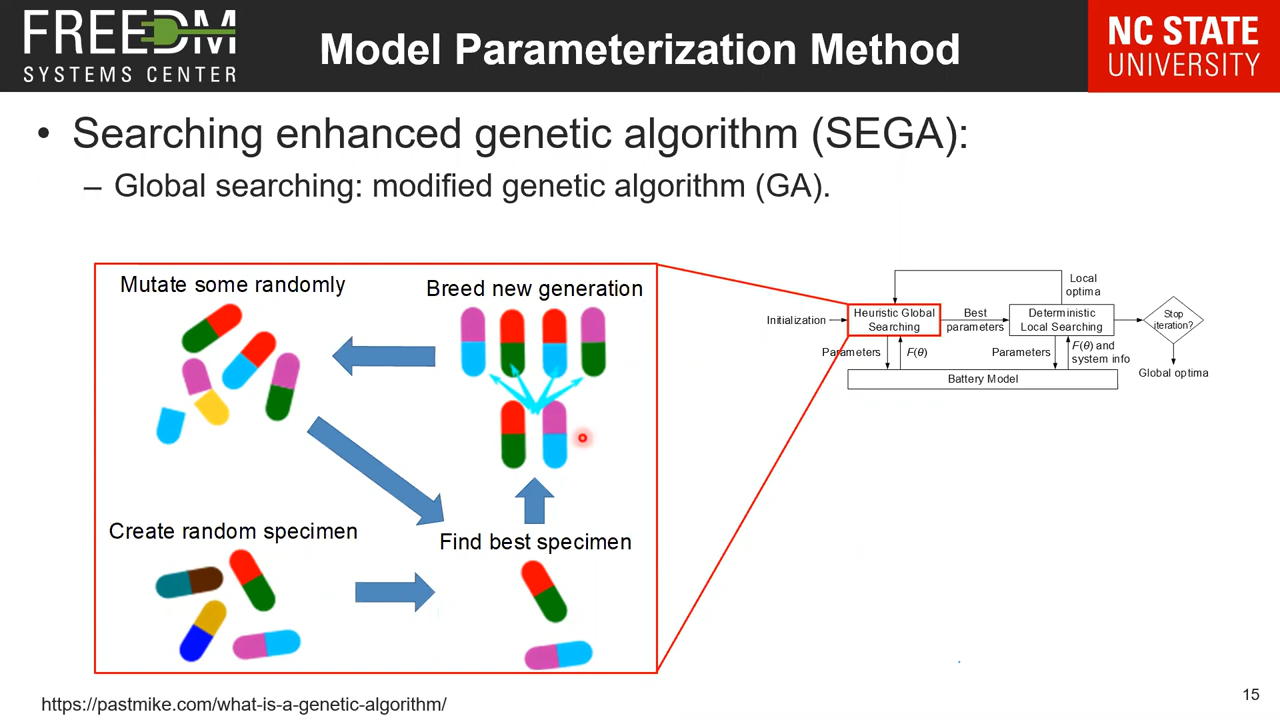 FREEDM
SYSTEMS CENTER
Model Parameterization Method
NC STATE
UNIVERSITY
• Searching enhanced genetic algorithm (SEGA):
– Global searching: modified genetic algorithm (GA).
Mutate some randomly
Breed new generation
Create random specimen
Find best specimen
Local
optima
Initialization
Heuristic Global
Searching
Best
parameters
Deterministic
Local Searching
Stop
iteration?
Parameters
F(θ)
Parameters
F(θ) and
system info
Global optima
Battery Model
https://pastmike.com/what-is-a-genetic-algorithm/
15